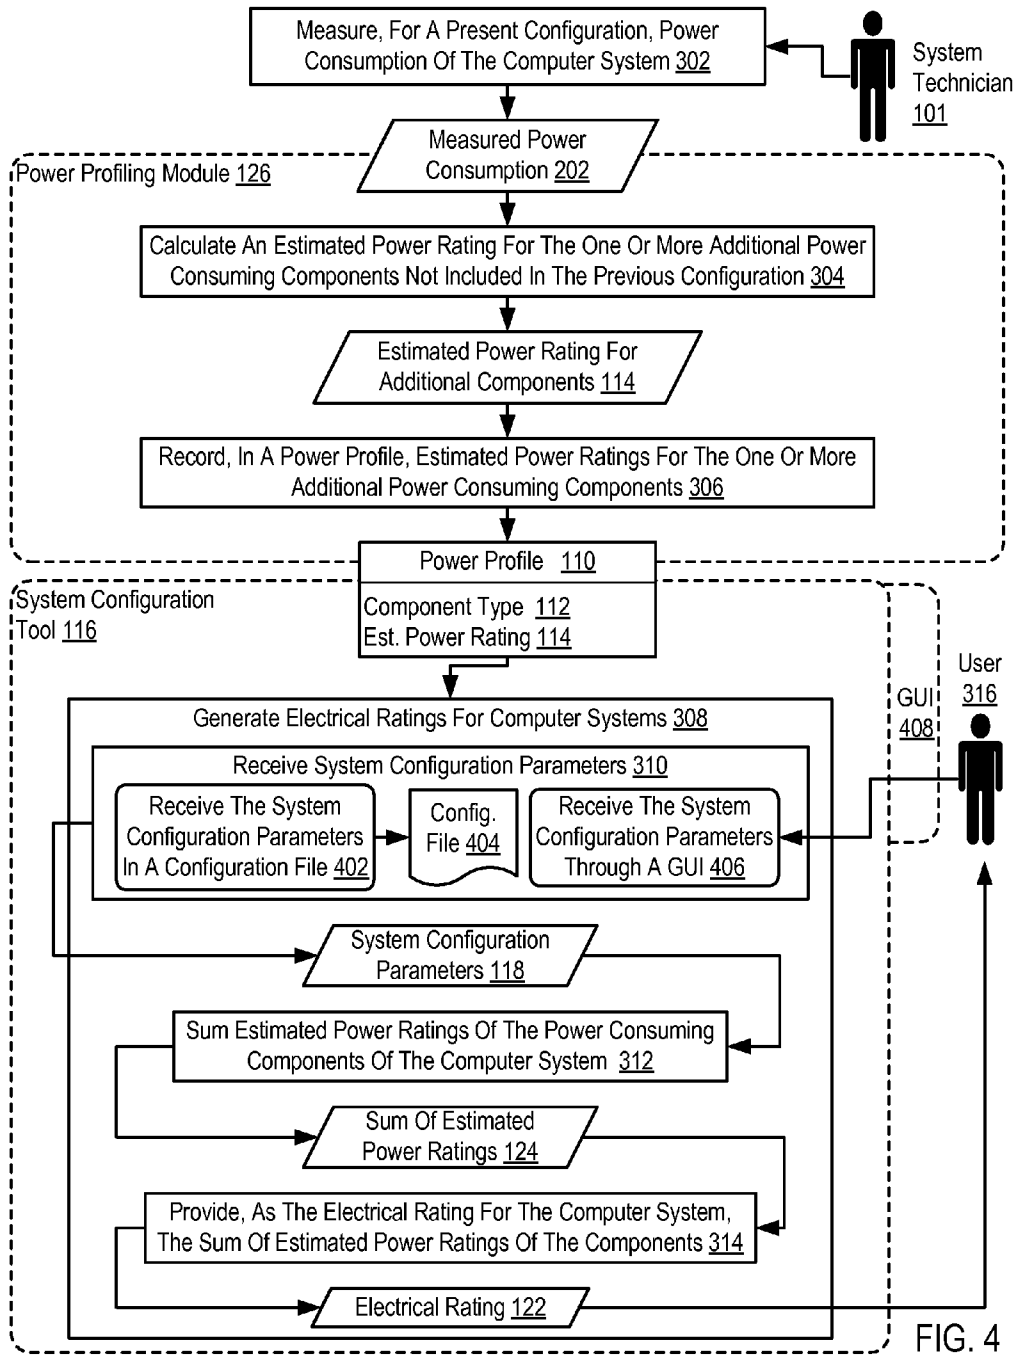 Measure, For A Present Configuration, Power
Consumption Of The Computer System 302
System
Technician
101
Measured Power
Consumption 202
Power Profiling Module 126
Calculate An Estimated Power Rating For The One Or More Additional Power
Consuming Components Not Included In The Previous Configuration 304
Estimated Power Rating For
Additional Components 114
Record, In A Power Profile, Estimated Power Ratings For The One Or More
Additional Power Consuming Components 306
Power Profile 110
Component Type 112
Est. Power Rating 114
System Configuration
Tool 116
User
316
GUI
408
Generate Electrical Ratings For Computer Systems 308
Receive System Configuration Parameters 310
Receive The System
Configuration Parameters
In A Configuration File 402
Config.
File 404
Receive The System
Configuration Parameters
Through A GUI 406
System Configuration
Parameters 118
Sum Estimated Power Ratings Of The Power Consuming
Components Of The Computer System 312
Sum Of Estimated
Power Ratings 124
Provide, As The Electrical Rating For The Computer System,
The Sum Of Estimated Power Ratings Of The Components 314
Electrical Rating 122
FIG. 4